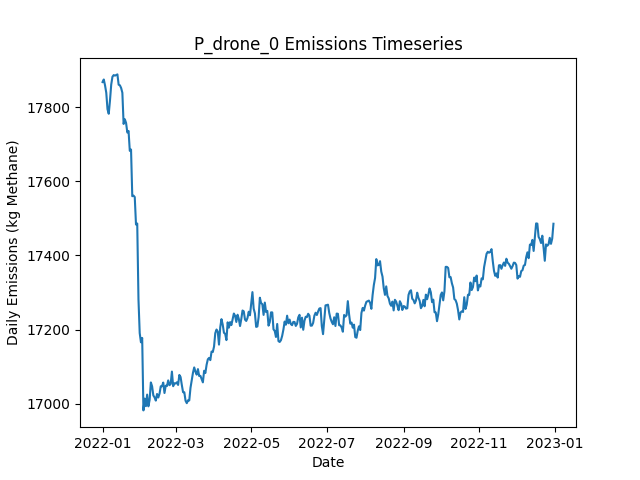 P_drone_0 Emissions Timeseries
Daily Emissions (kg Methane)
17800
17600
17400
17200
17000
2022-01 2022-03 2022-05 2022-07 2022-09 2022-11 2023-01
Date